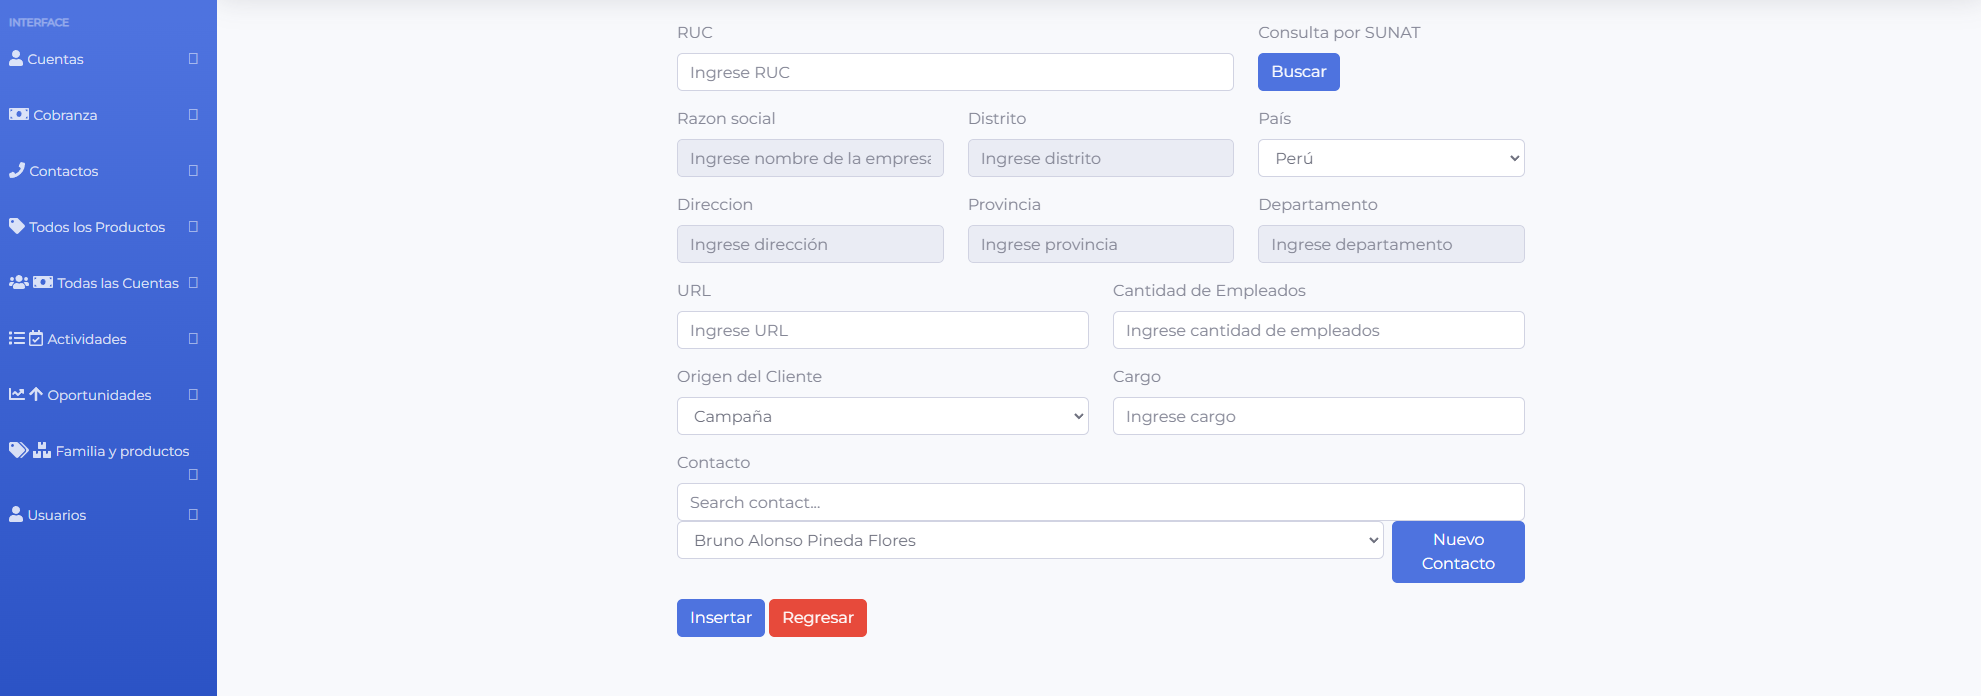 INTERFACE
Cuentas
Cobranza
Contactos
Todos los Productos
Todas las Cuentas
Actividades
Oportunidades
Familia y productos
Usuarios
RUC
Consulta por SUNAT
Ingrese RUC
Buscar
Razon social
Distrito
País
Ingrese nombre de la empresa
Ingrese distrito
Perú
Direccion
Provincia
Departamento
Ingrese dirección
Ingrese provincia
Ingrese departamento
URL
Cantidad de Empleados
Ingrese URL
Ingrese cantidad de empleados
Origen del Cliente
Cargo
Campaña
Ingrese cargo
Contacto
Search contact...
Bruno Alonso Pineda Flores
Nuevo
Contacto
Insertar
Regresar